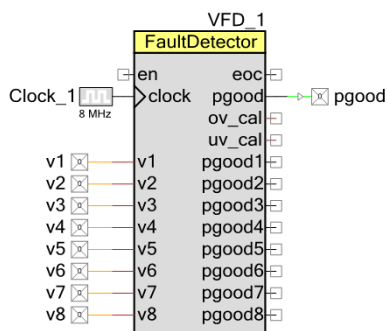 VFD_1
FaultDetector
en eoc
Clock_1 clock pgood pgood
8 MHz
ov_cal
uv_cal
v1 v1 pgood1
v2 v2 pgood2
v3 v3 pgood3
v4 v4 pgood4
v5 v5 pgood5
v6 v6 pgood6
v7 v7 pgood7
v8 v8 pgood8